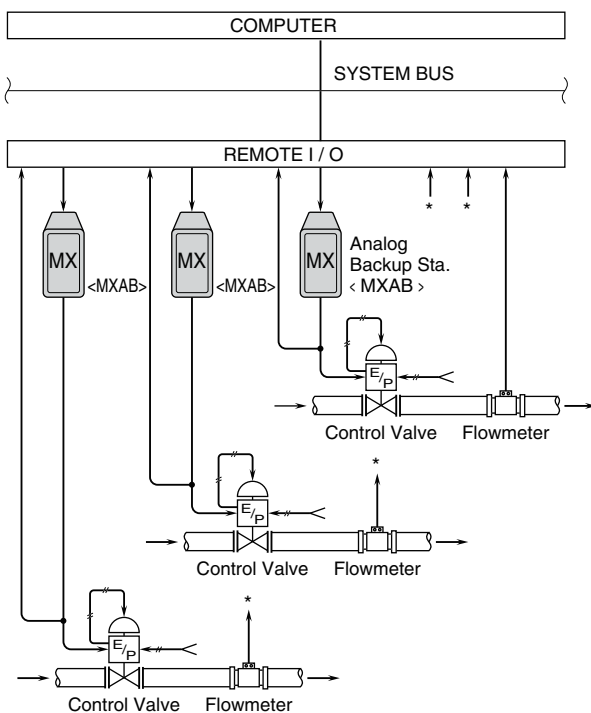 COMPUTER
SYSTEM BUS
REMOTE I / O
* *
MX
<MXAB>
MX
<MXAB>
MX
Analog
Backup Sta.
< MXAB >
E/P
Control Valve Flowmeter
*
E/P
Control Valve Flowmeter
*
E/P
Control Valve Flowmeter